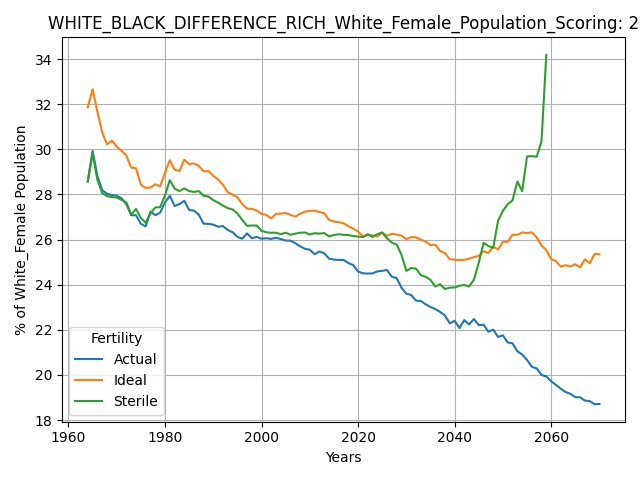 WHITE_BLACK_DIFFERENCE_RICH_White_Female_Population_Scoring: 2
% of White_Female Population
34
32
30
28
26
24
22
20
18
Fertility
Actual
Ideal
Sterile
1960
1980
2000
2020
2040
2060
Years